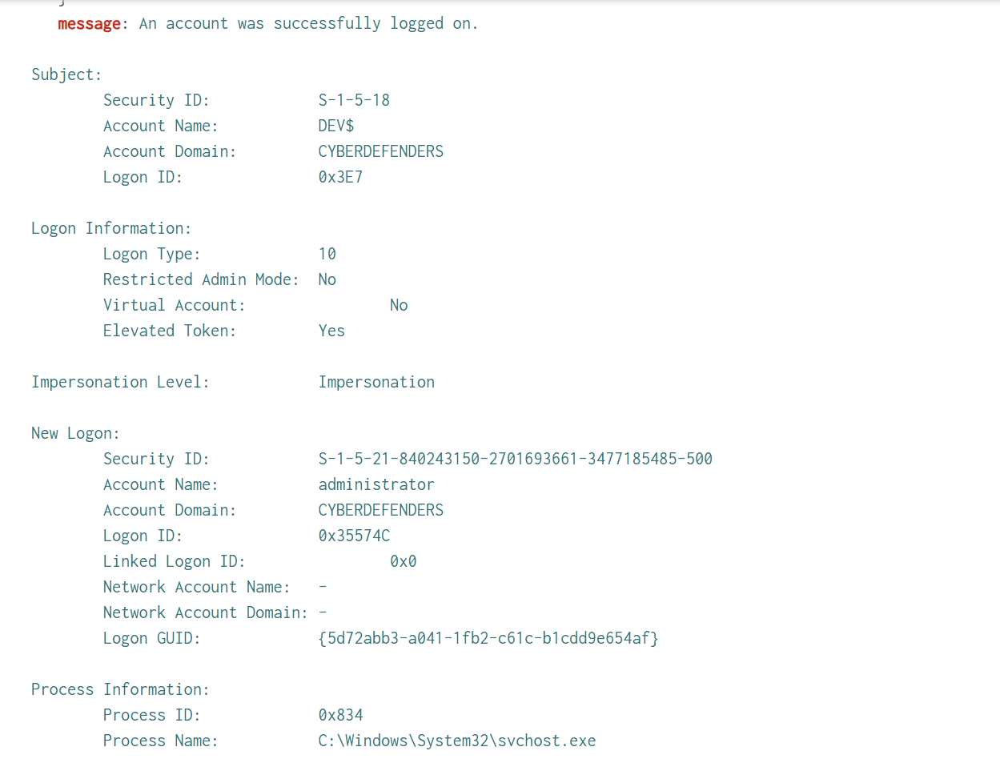 }
message: An account was successfully logged on.
Subject:
Security ID: S-1-5-18
Account Name: DEV$
Account Domain: CYBERDEFENDERS
Logon ID: 0x3E7
Logon Information:
Logon Type: 10
Restricted Admin Mode: No
Virtual Account: No
Elevated Token: Yes
Impersonation Level: Impersonation
New Logon:
Security ID: S-1-5-21-840243150-2701693661-3477185485-500
Account Name: administrator
Account Domain: CYBERDEFENDERS
Logon ID: 0x35574C
Linked Logon ID: 0x0
Network Account Name: -
Network Account Domain: -
Logon GUID: {5d72abb3-a041-1fb2-c61c-b1cdd9e654af}
Process Information:
Process ID: 0x834
Process Name: C:\Windows\System32\svchost.exe